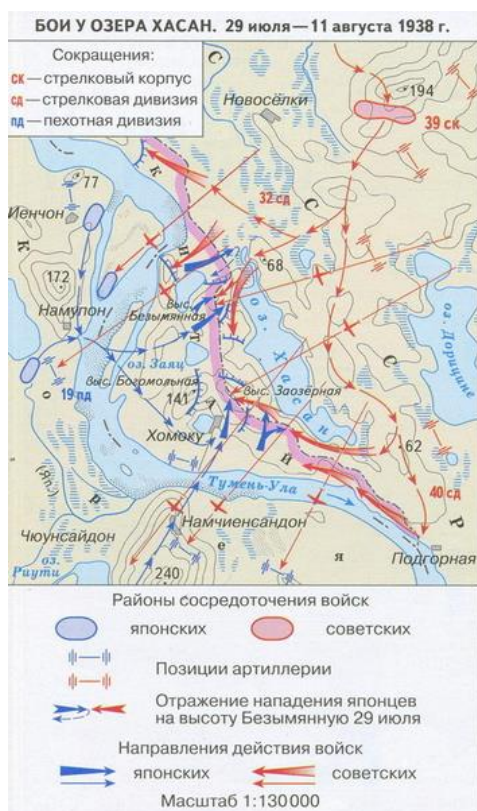 БОИ У ОЗЕРА ХАСАН. 29 июля—11 августа 1938 г.
Сокращения:
ск — стрелковый корпус
сд — стрелковая дивизия
пд — пехотная дивизия
С
194
Новосёлки
39 ск
К
32 сд
С
77
Иенчон
И
68
К
172
выс. Безымянная
оз. Хасан
С
оз. Дорицине
Намупон
Т
о
оз. Заяц
19 пд
выс. Богомольная
выс. Заозёрная
141
А
Хомоку
62
Й
(Яп.)
р
Тумень-Ула
40 сд
Р
Намчиенсандон
Чюунсайдон
е
я
Подгорная
оз. Раути
240
Районы сосредоточения войск
японских
советских
Позиции артиллерии
Отражение нападения японцев
на высоту Безымянную 29 июля
Направления действия войск
японских
советских
Масштаб 1:130000